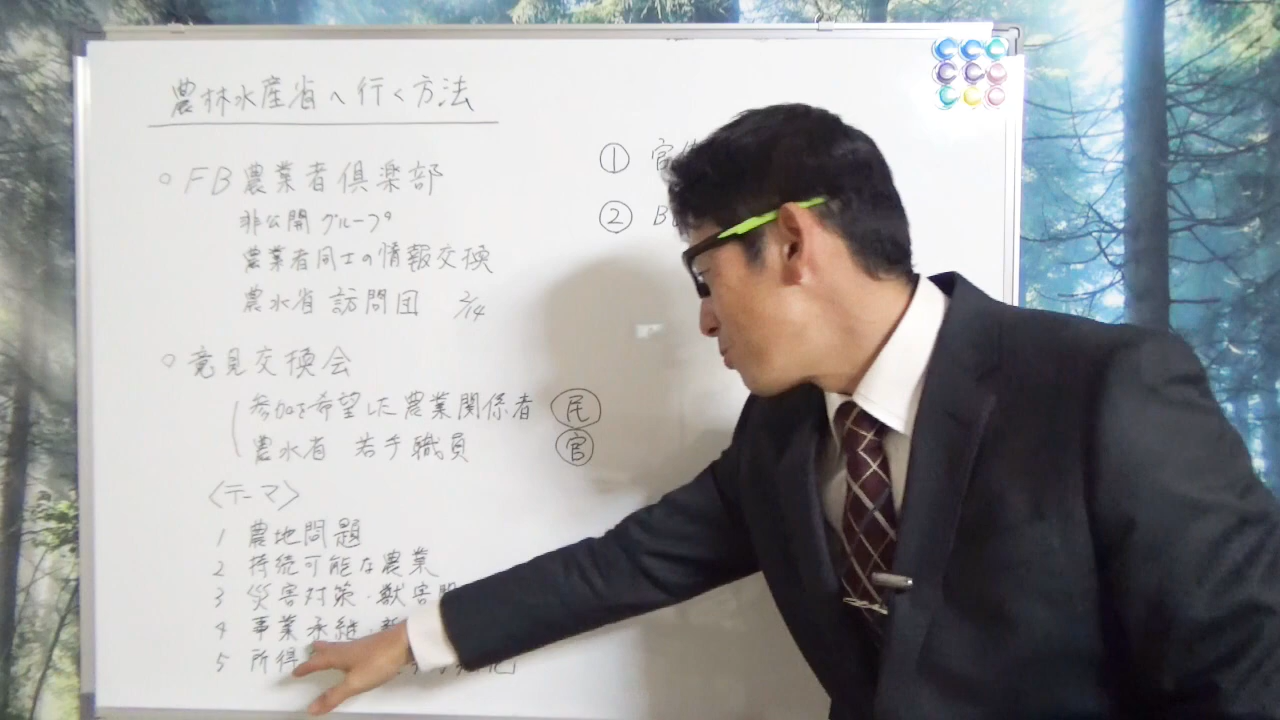 農林水産省へ行く方法
○ FB 農業者倶楽部
非公開グループ
農業者同士の情報交換
農水省 訪問団 2/14
○ 意見交換会
参加を希望した農業関係者 民
農水省 若手職員 官
〈テーマ〉
1 農地問題
2 持続可能な農業
3 災害対策・獣害
4 事業承継・
5 所得
① 官
② B